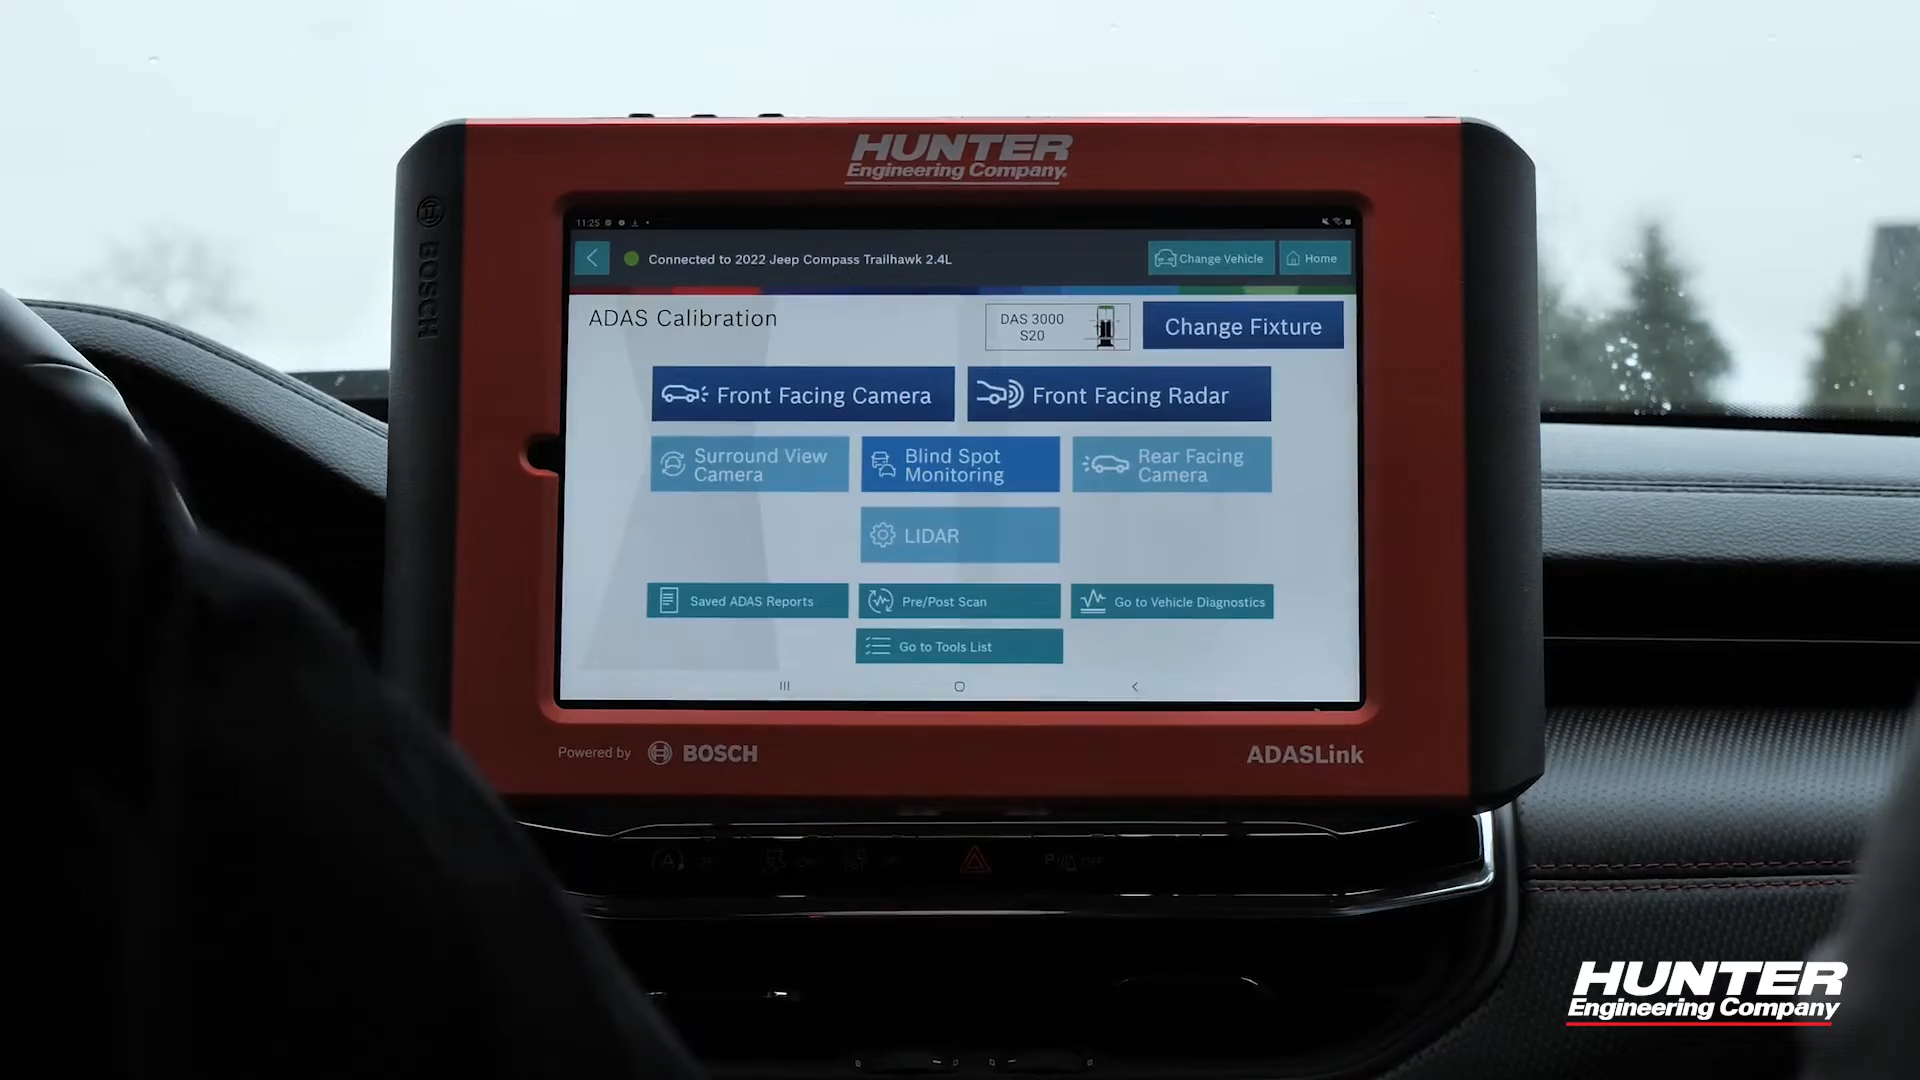 HUNTER
Engineering Company
BOSCH
11:25
Connected to 2022 Jeep Compass Trailhawk 2.4L
Change Vehicle
Home
ADAS Calibration
DAS 3000
S20
Change Fixture
Front Facing Camera
Front Facing Radar
Surround View
Camera
Blind Spot
Monitoring
Rear Facing
Camera
LIDAR
Saved ADAS Reports
Pre/Post Scan
Go to Vehicle Diagnostics
Go to Tools List
Powered by
BOSCH
ADASLink
P OFF
HUNTER
Engineering Company